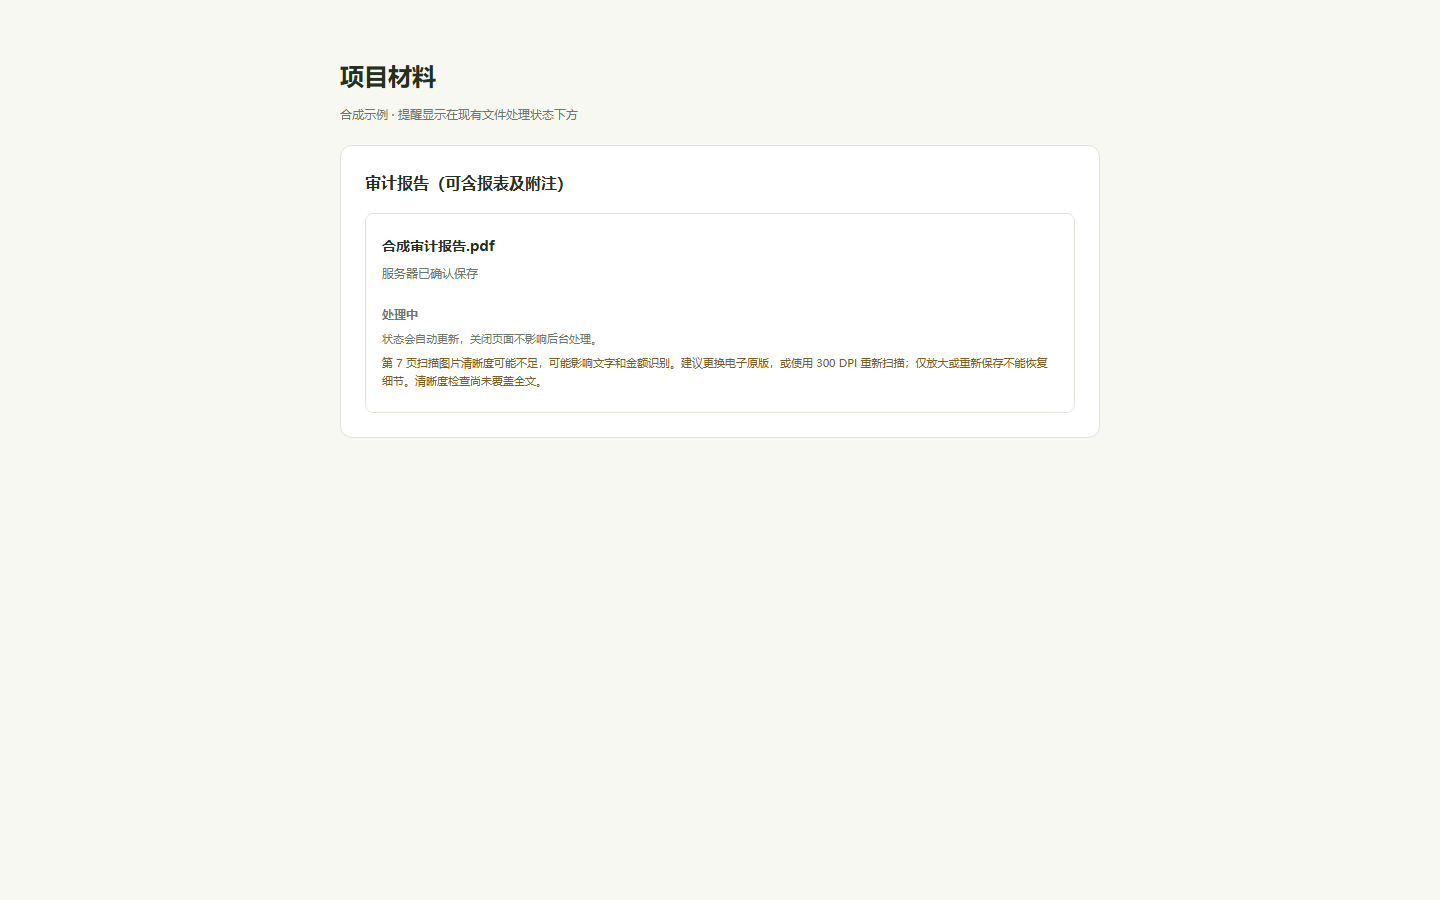 项目材料
合成示例 · 提醒显示在现有文件处理状态下方
审计报告（可含报表及附注）
合成审计报告.pdf
服务器已确认保存
处理中
状态会自动更新，关闭页面不影响后台处理。
第 7 页扫描图片清晰度可能不足，可能影响文字和金额识别。建议更换电子原版，或使用 300 DPI 重新扫描；仅放大或重新保存不能恢复
细节。清晰度检查尚未覆盖全文。